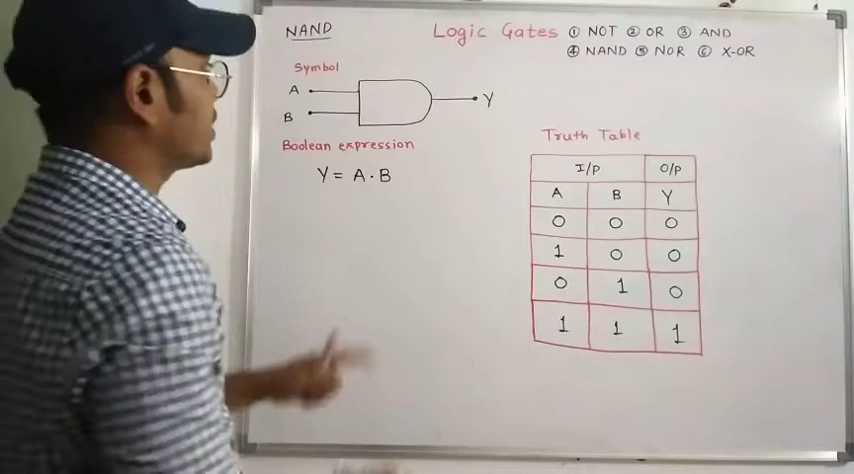 NAND
Logic Gates ① NOT ② OR ③ AND
④ NAND ⑤ NOR ⑥ X-OR
Symbol
A
B
Y
Boolean expression
Y = A . B
Truth Table
I/P O/P
A B Y
0 0 0
1 0 0
0 1 0
1 1 1